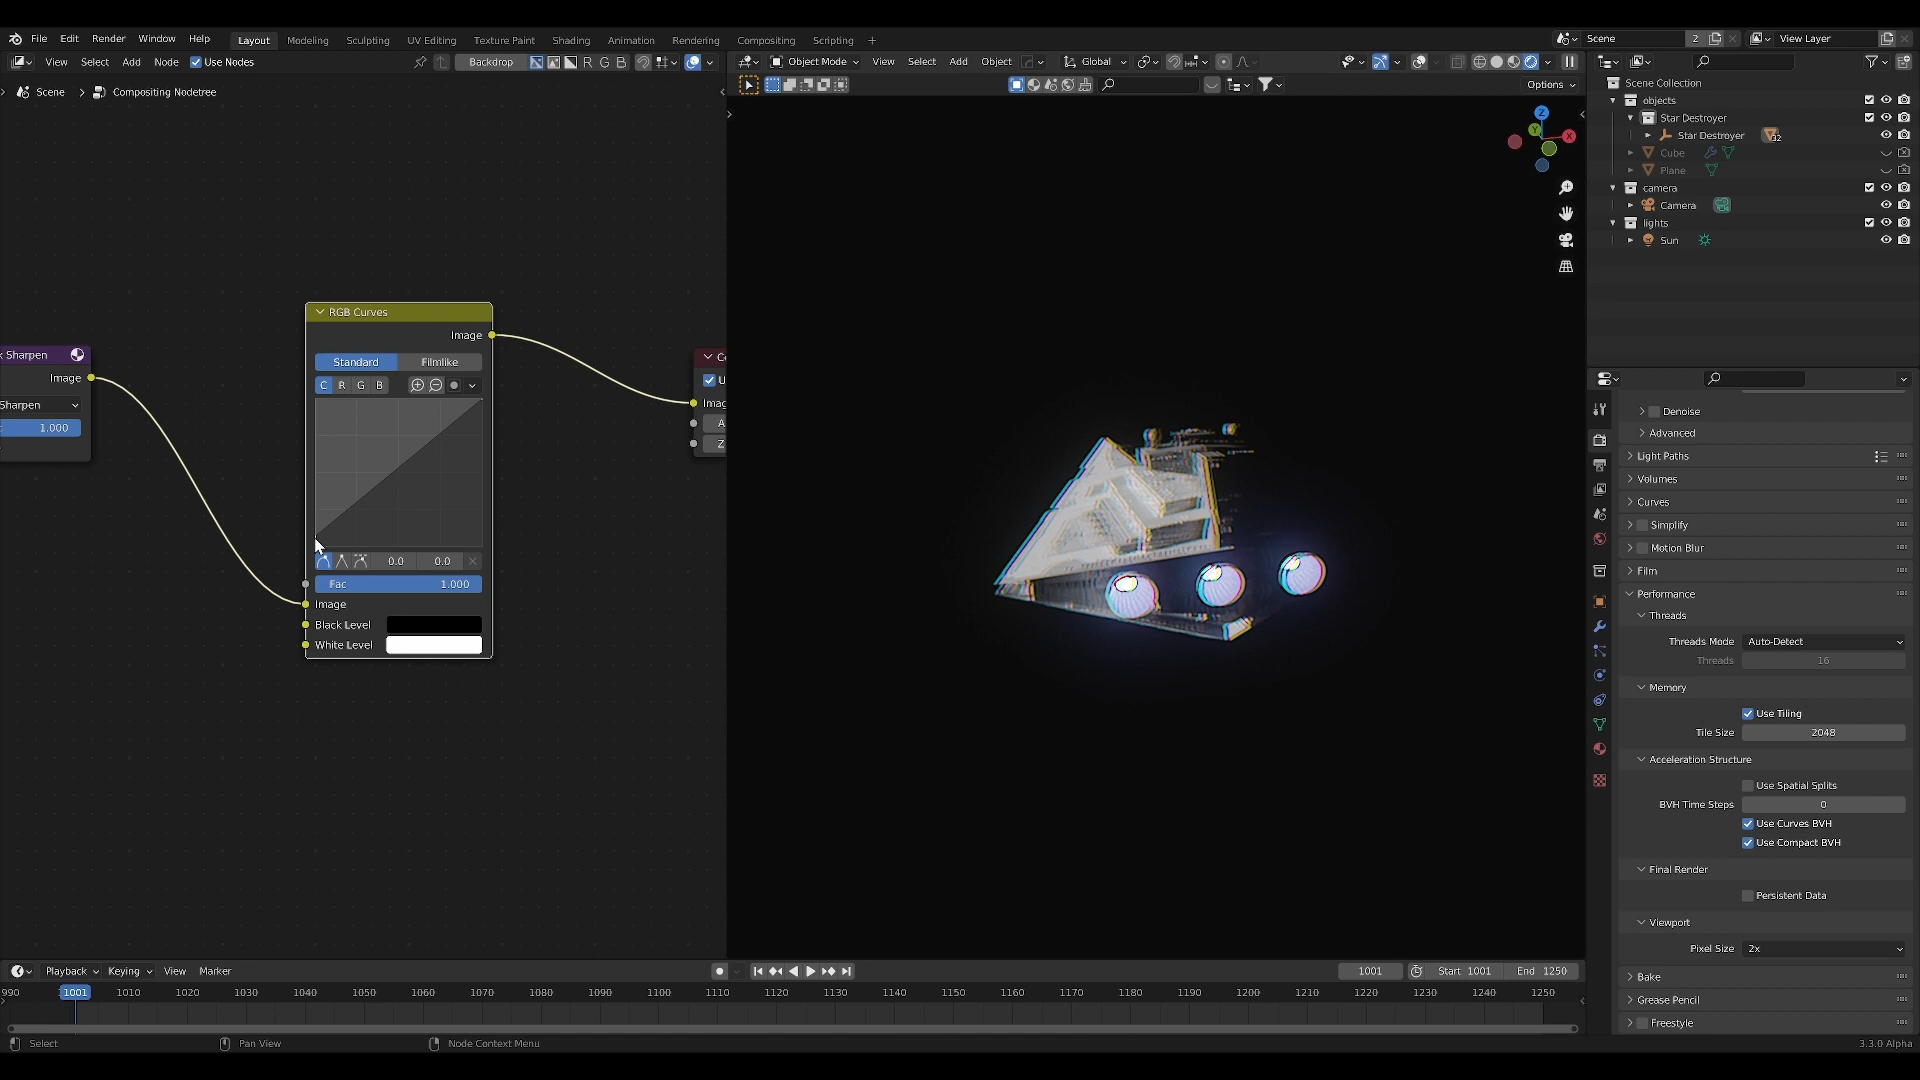 File Edit Render Window Help Layout Modeling Sculpting UV Editing Texture Paint Shading Animation Rendering Compositing Scripting + Scene 2 View Layer
View Select Add Node Use Nodes Backdrop R G B Object Mode View Select Add Object Global
Options
Scene Compositing Nodetree
Scene Collection
objects
Star Destroyer
Star Destroyer 32
Cube
Plane
camera
Camera
lights
Sun
Z
Y
X
RGB Curves
Image
Standard Filmlike
C R G B
0.0 0.0
Fac 1.000
Image
Black Level
White Level
Sharpen
Image
Sharpen
1.000
Denoise
Advanced
Light Paths
Volumes
Curves
Simplify
Motion Blur
Film
Performance
Threads
Threads Mode Auto-Detect
Threads 16
Memory
Use Tiling
Tile Size 2048
Acceleration Structure
Use Spatial Splits
BVH Time Steps 0
Use Curves BVH
Use Compact BVH
Final Render
Persistent Data
Viewport
Pixel Size 2x
Bake
Grease Pencil
Freestyle
Playback Keying View Marker 1001 Start 1001 End 1250
990 1001 1010 1020 1030 1040 1050 1060 1070 1080 1090 1100 1110 1120 1130 1140 1150 1160 1170 1180 1190 1200 1210 1220 1230 1240 1250
Select Pan View Node Context Menu 3.3.0 Alpha